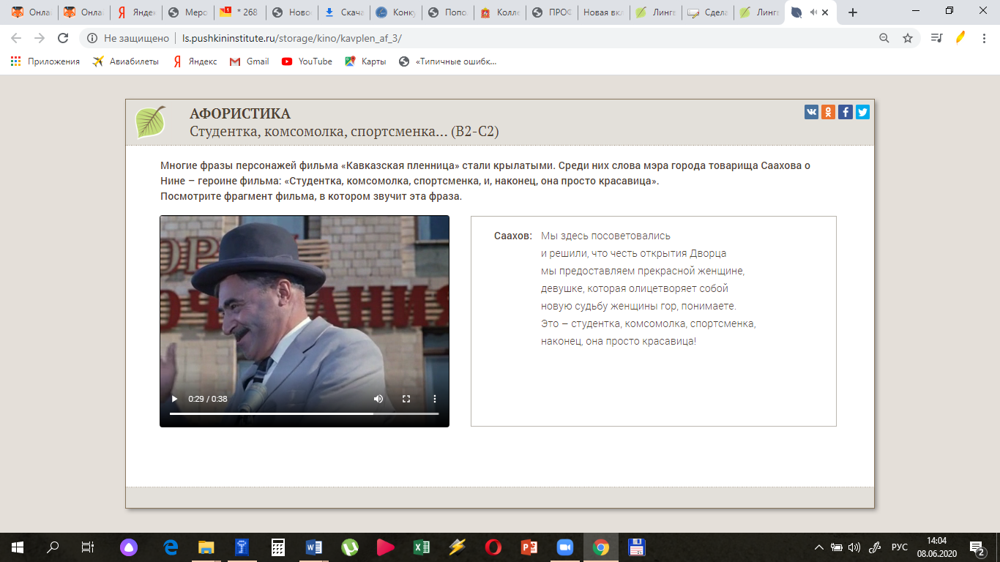 Онла
Онла
Яндек
Меро
* 268
Ново
Скача
Конку
Попо
Колле
ПРОФ
Новая вкл
Лингв
Сдела
Лингв
Не защищено | ls.pushkininstitute.ru/storage/kino/kavplen_af_3/
Приложения Авиабилеты Яндекс Gmail YouTube Карты «Типичные ошибк...
АФОРИСТИКА
Студентка, комсомолка, спортсменка... (B2-C2)
Многие фразы персонажей фильма «Кавказская пленница» стали крылатыми. Среди них слова мэра города товарища Саахова о
Нине – героине фильма: «Студентка, комсомолка, спортсменка, и, наконец, она просто красавица».
Посмотрите фрагмент фильма, в котором звучит эта фраза.
0:29 / 0:38
Саахов: Мы здесь посоветовались
и решили, что честь открытия Дворца
мы предоставляем прекрасной женщине,
девушке, которая олицетворяет собой
новую судьбу женщины гор, понимаете.
Это – студентка, комсомолка, спортсменка,
наконец, она просто красавица!
РУС
14:04
08.06.2020
2